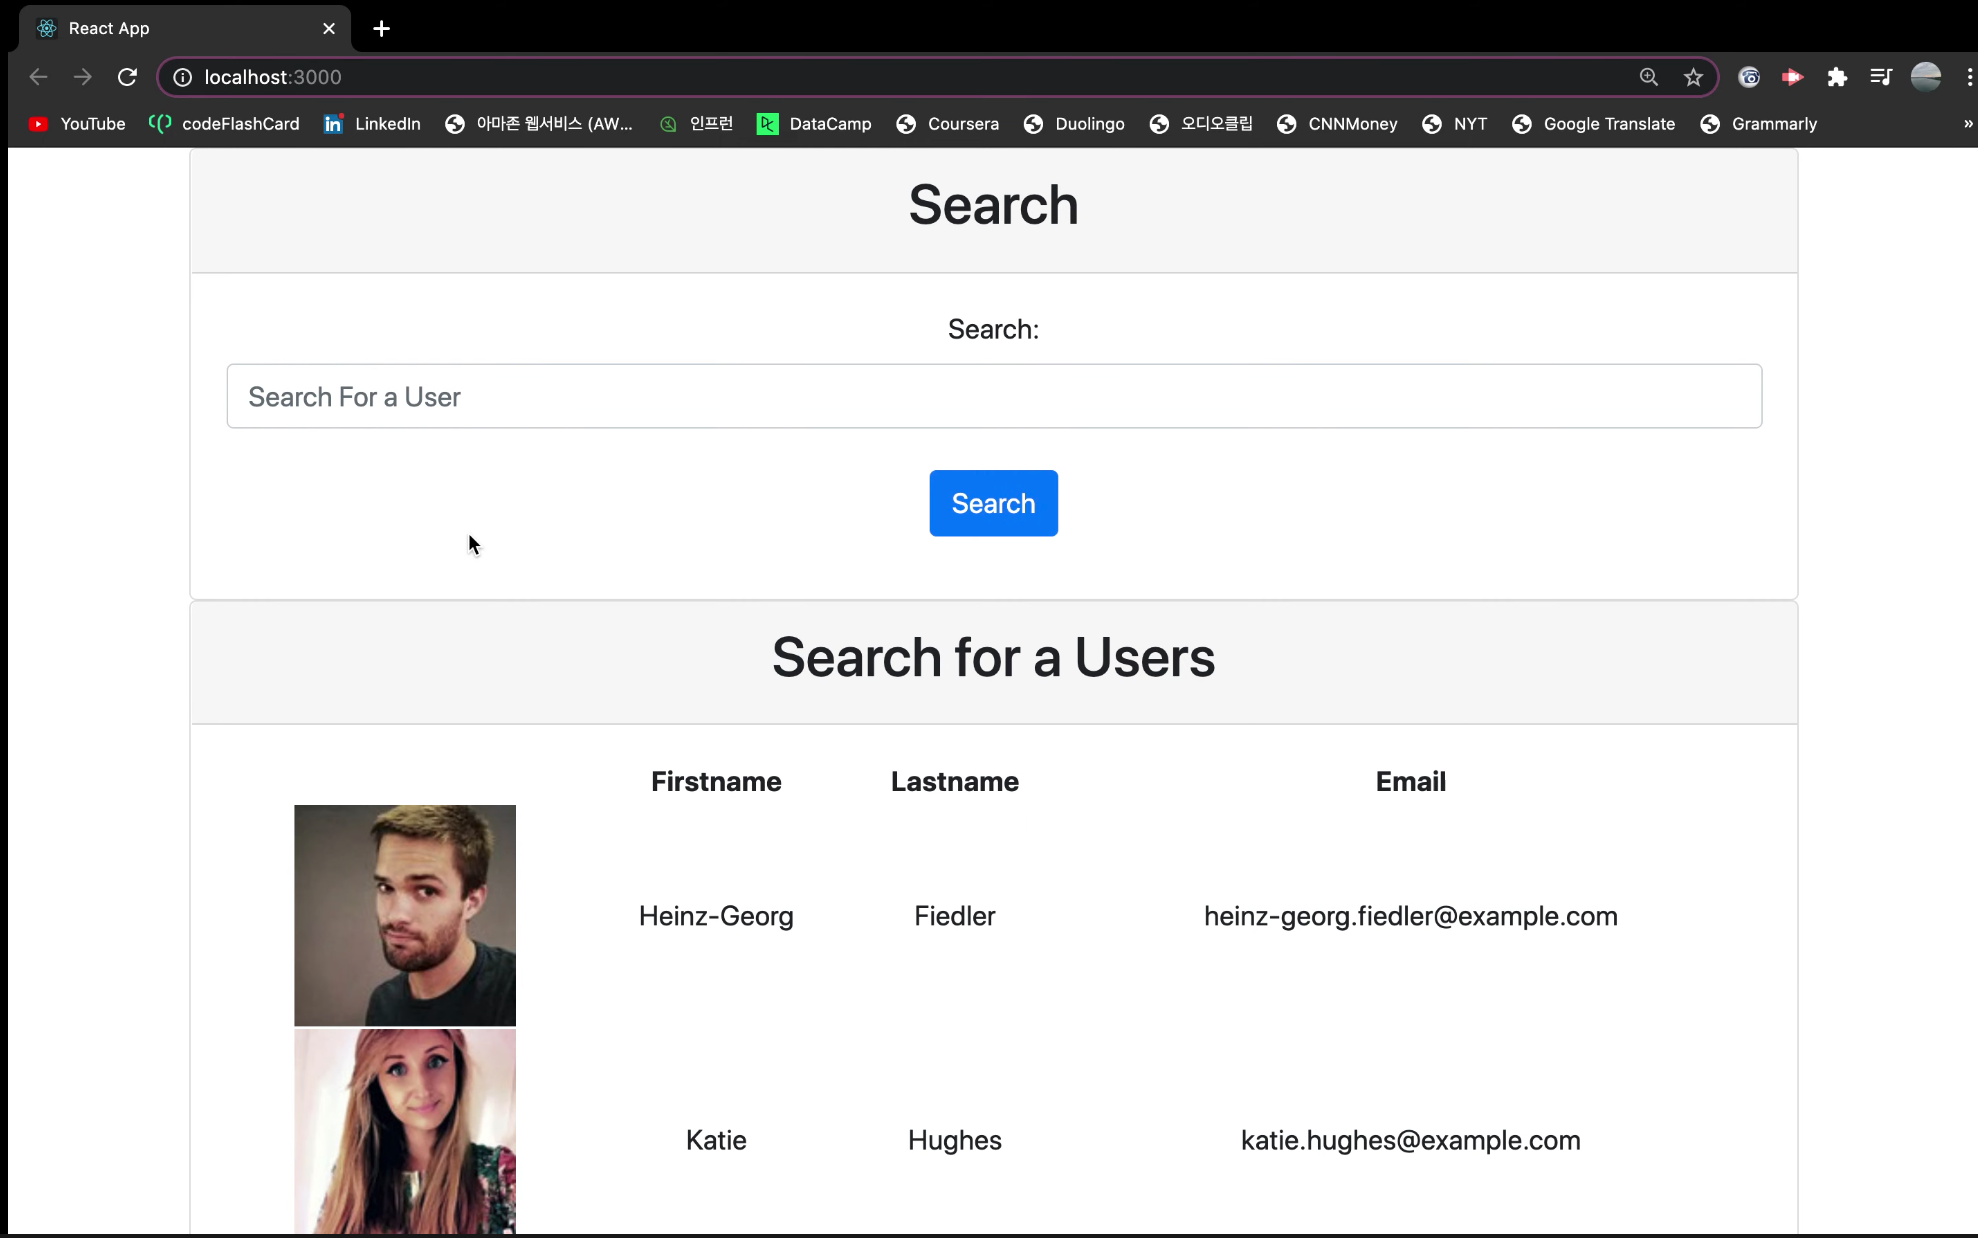 React App
localhost:3000
YouTube codeFlashCard LinkedIn 아마존 웹서비스 (AW... 인프런 DataCamp Coursera Duolingo 오디오클립 CNNMoney NYT Google Translate Grammarly »
Search
Search:
Search For a User
Search
Search for a Users
Firstname Lastname Email
Heinz-Georg Fiedler heinz-georg.fiedler@example.com
Katie Hughes katie.hughes@example.com